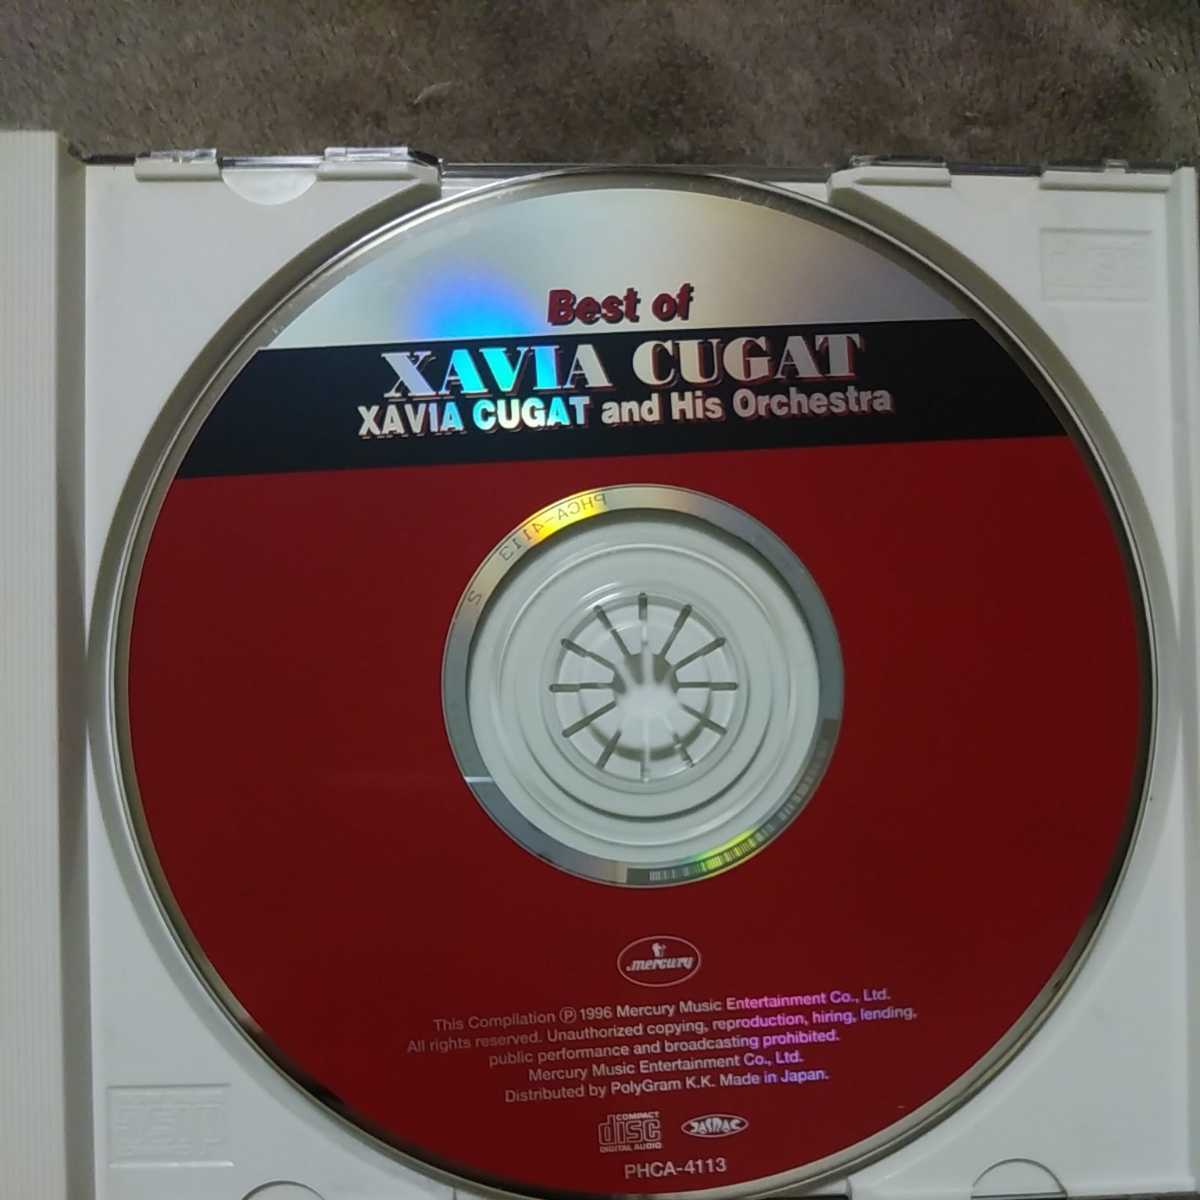 Best of
XAVIA CUGAT
XAVIA CUGAT and His Orchestra
PHCA-4113 2
mercury
This Compilation Ⓟ 1996 Mercury Music Entertainment Co., Ltd.
All rights reserved. Unauthorized copying, reproduction, hiring, lending,
public performance and broadcasting prohibited.
Mercury Music Entertainment Co., Ltd.
Distributed by PolyGram K.K. Made in Japan.
COMPACT
disc
DIGITAL AUDIO
JASRAC
PHCA-4113